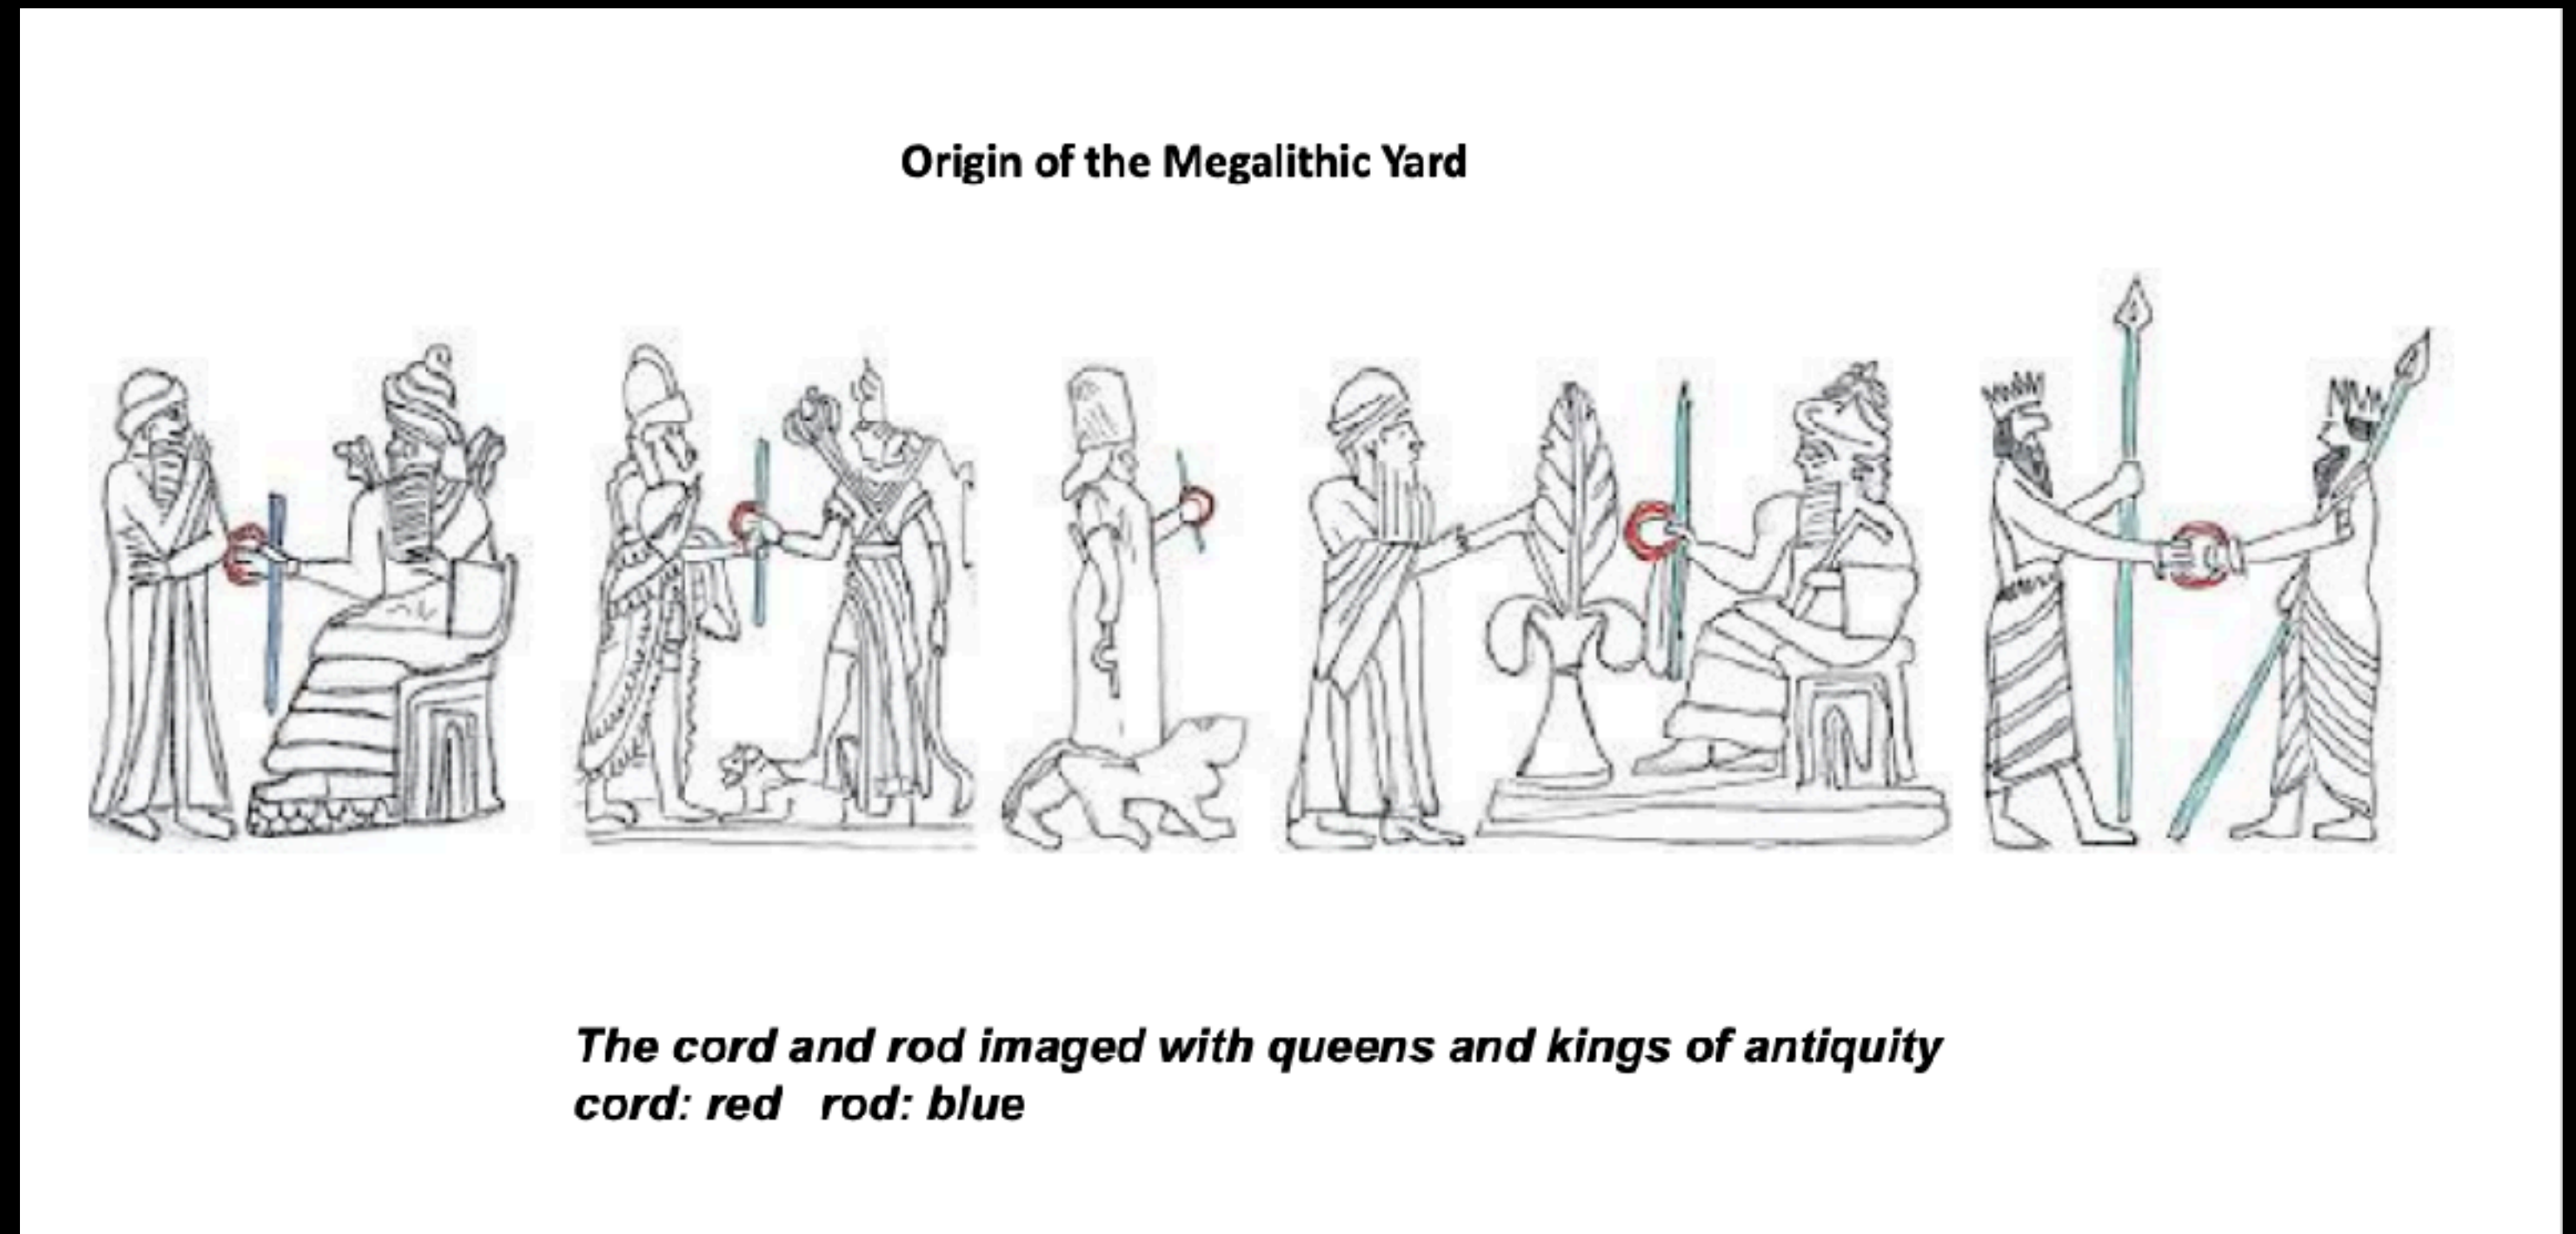 Origin of the Megalithic Yard
The cord and rod imaged with queens and kings of antiquity
cord: red rod: blue